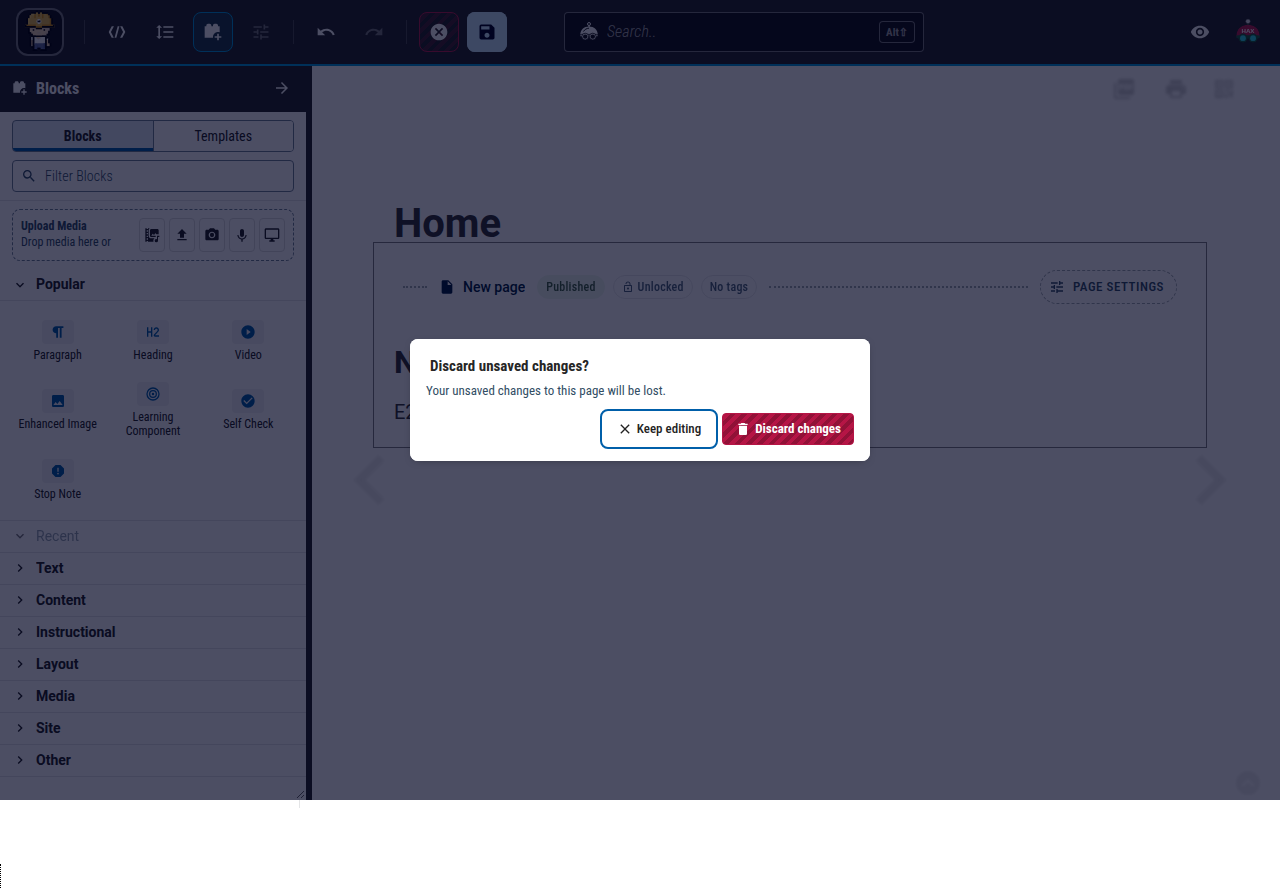 Search..
Alt⇧
HAX
Blocks
Blocks
Templates
Filter Blocks
Upload Media
Drop media here or
Popular
Paragraph
H2
Heading
Video
Enhanced Image
Learning
Component
Self Check
Stop Note
Recent
Text
Content
Instructional
Layout
Media
Site
Other
Home
New page
Published
Unlocked
No tags
PAGE SETTINGS
Discard unsaved changes?
Your unsaved changes to this page will be lost.
Keep editing
Discard changes